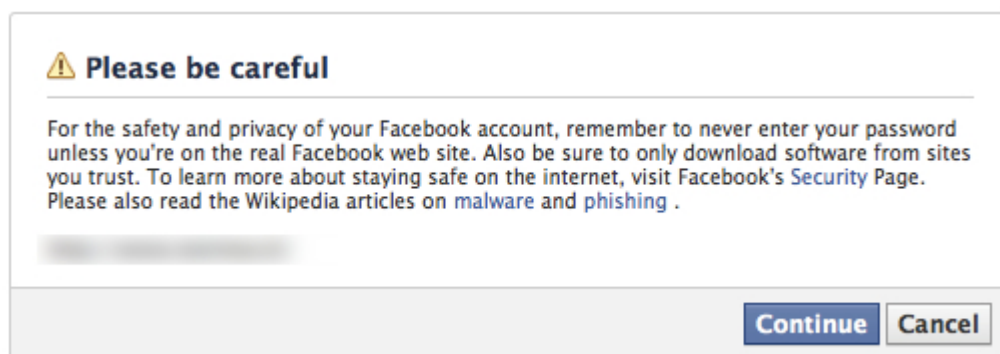 Please be careful
For the safety and privacy of your Facebook account, remember to never enter your password
unless you're on the real Facebook web site. Also be sure to only download software from sites
you trust. To learn more about staying safe on the internet, visit Facebook's Security Page.
Please also read the Wikipedia articles on malware and phishing .
Continue Cancel